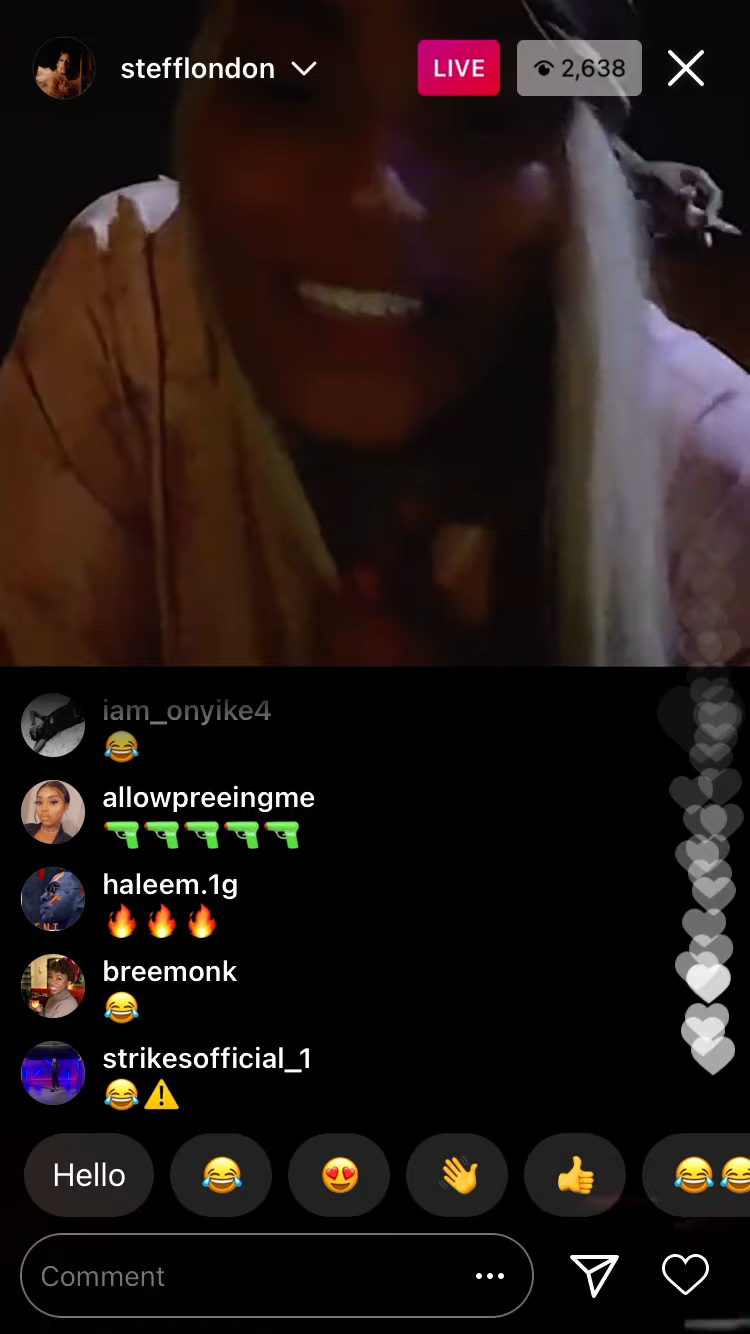 stefflondon
LIVE
2,638
iam_onyike4
😂
allowpreeingme
🔫🔫🔫🔫🔫
haleem.1g
🔥🔥🔥
breemonk
😂
strikesofficial_1
😂⚠️
Hello 😂 😍 👋 👍 😂😂
Comment